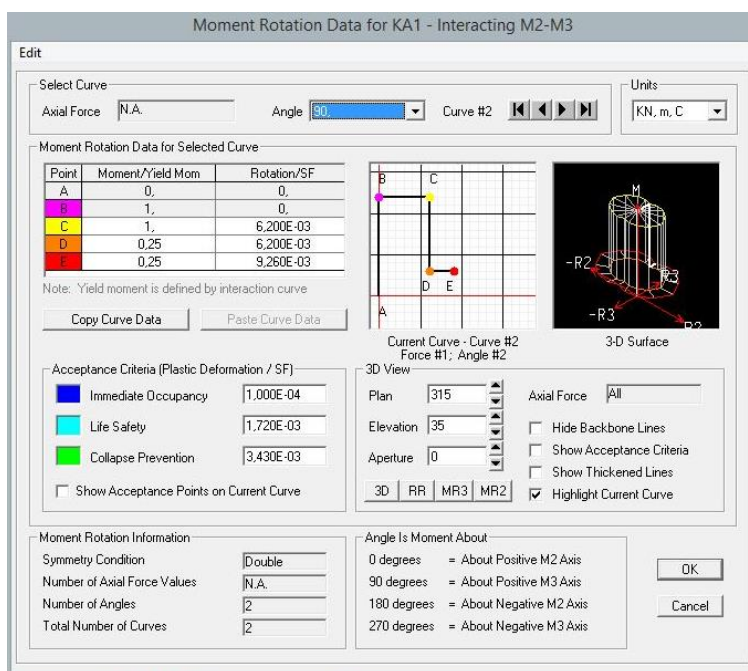 Moment Rotation Data for KA1 - Interacting M2-M3
Edit
Select Curve
Axial Force N.A. Angle 90, Curve #2
Units
KN, m, C
Moment Rotation Data for Selected Curve
Point Moment/Yield Mom Rotation/SF
A 0, 0,
B 1, 0,
C 1, 6,200E-03
D 0,25 6,200E-03
E 0,25 9,260E-03
Note: Yield moment is defined by interaction curve
Copy Curve Data Paste Curve Data
B C
D E
A
Current Curve - Curve #2
Force #1; Angle #2
M
-R2
R3
-R3
R2
3-D Surface
Acceptance Criteria (Plastic Deformation / SF)
Immediate Occupancy 1,000E-04
Life Safety 1,720E-03
Collapse Prevention 3,430E-03
Show Acceptance Points on Current Curve
3D View
Plan 315
Elevation 35
Aperture 0
3D RR MR3 MR2
Axial Force All
Hide Backbone Lines
Show Acceptance Criteria
Show Thickened Lines
Highlight Current Curve
Moment Rotation Information
Symmetry Condition Double
Number of Axial Force Values N.A.
Number of Angles 2
Total Number of Curves 2
Angle Is Moment About
0 degrees = About Positive M2 Axis
90 degrees = About Positive M3 Axis
180 degrees = About Negative M2 Axis
270 degrees = About Negative M3 Axis
OK
Cancel